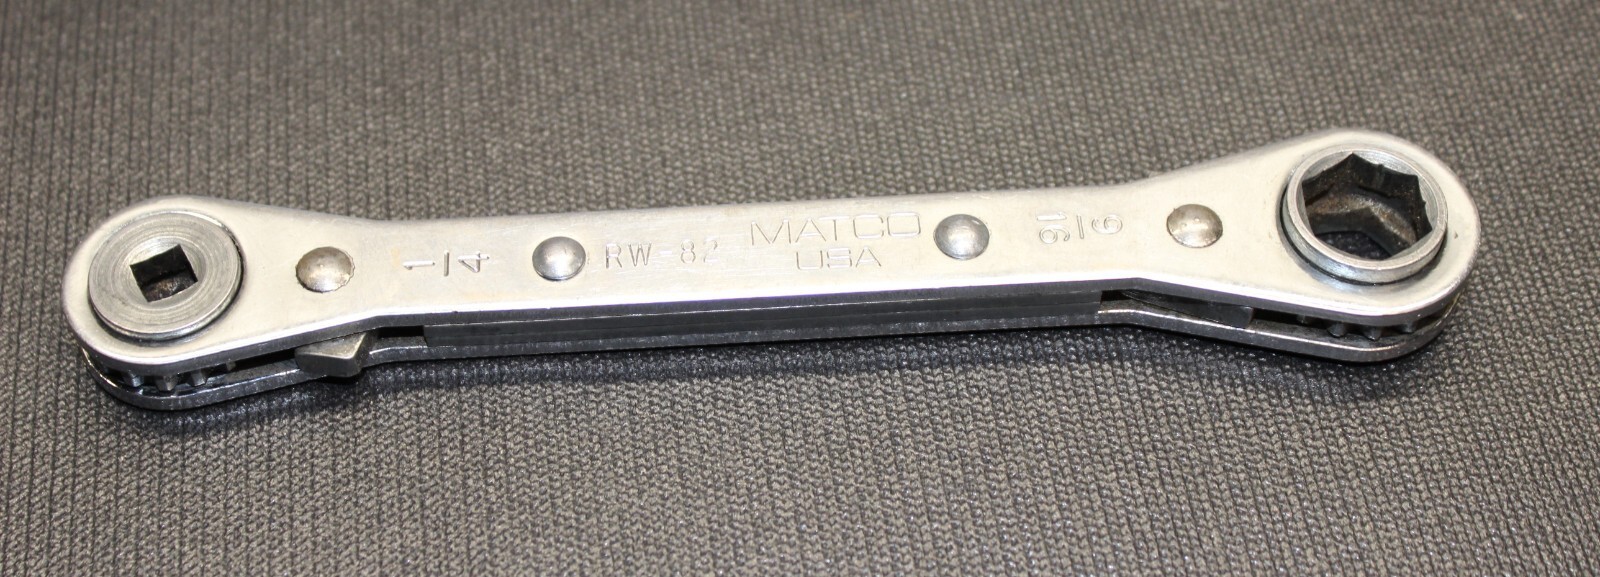 1/4
RW-82
MATCO
USA
9/16